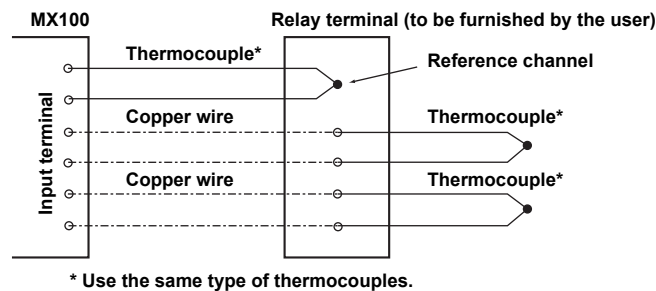 MX100
Relay terminal (to be furnished by the user)
Thermocouple*
Reference channel
Input terminal
Copper wire
Thermocouple*
Copper wire
Thermocouple*
* Use the same type of thermocouples.